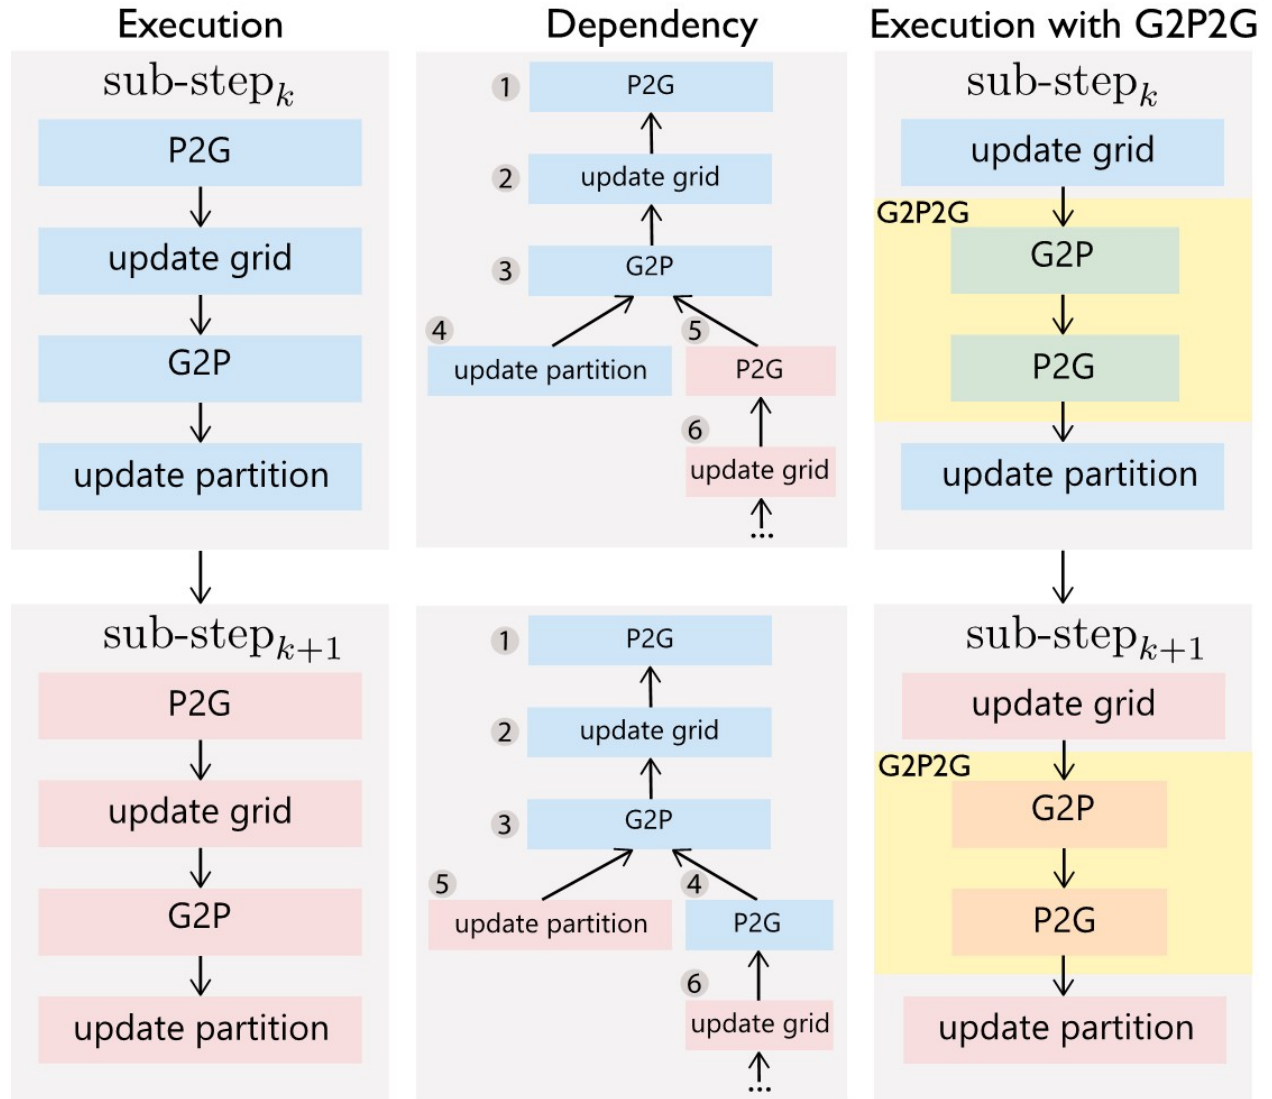 Execution
sub-step_k
P2G
update grid
G2P
update partition
sub-step_{k+1}
P2G
update grid
G2P
update partition
Dependency
1 P2G
2 update grid
3 G2P
4 update partition
5 P2G
6 update grid
...
1 P2G
2 update grid
3 G2P
5 update partition
4 P2G
6 update grid
...
Execution with G2P2G
sub-step_k
update grid
G2P2G
G2P
P2G
update partition
sub-step_{k+1}
update grid
G2P2G
G2P
P2G
update partition